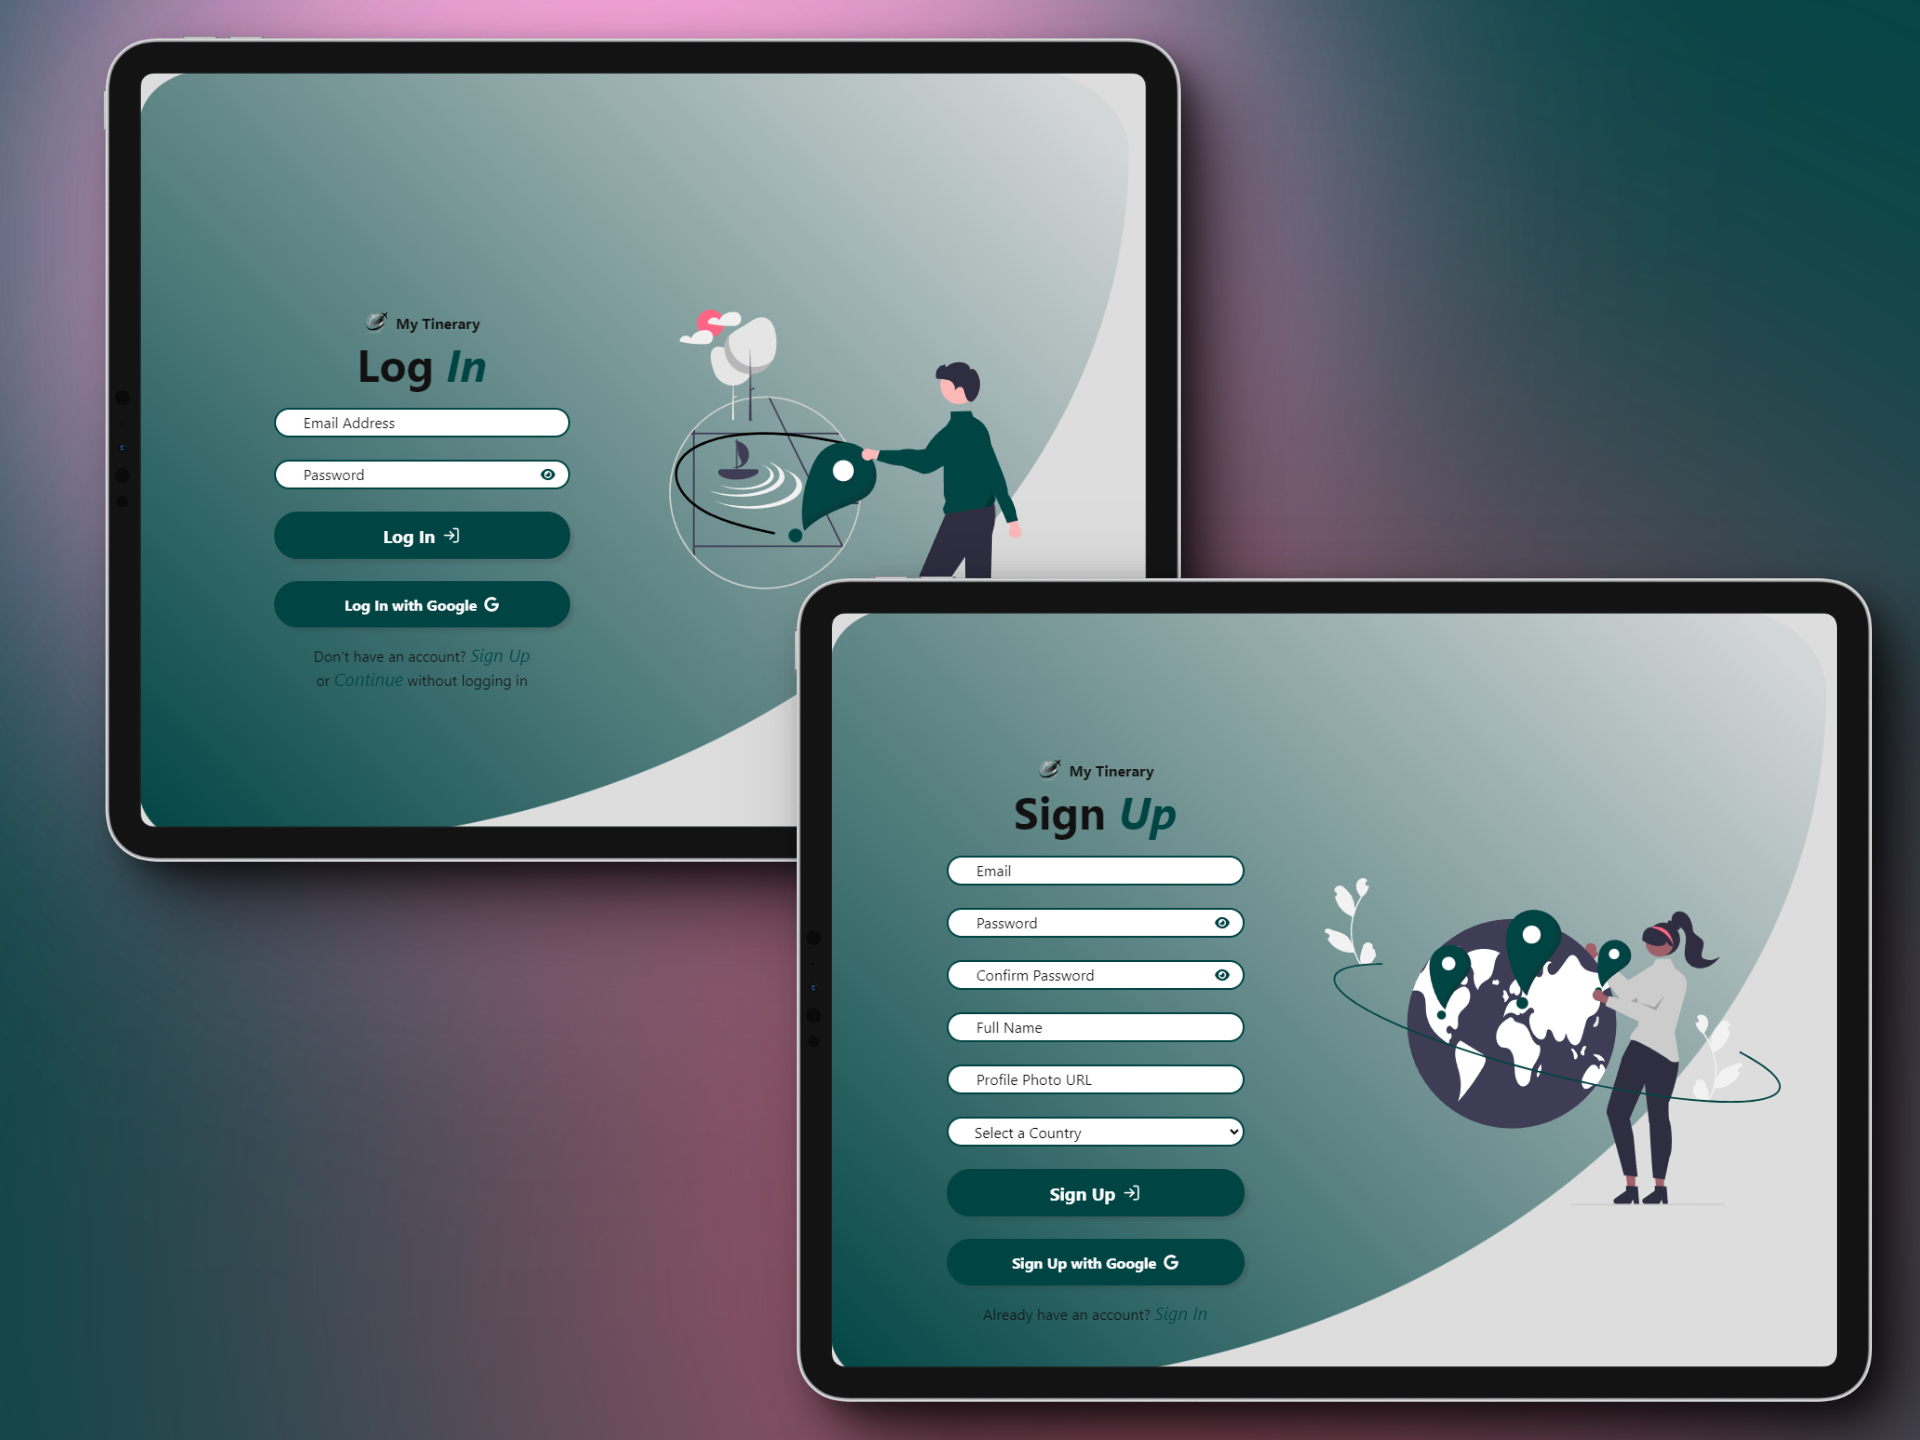 My Tinerary
Log In
Email Address
Password
Log In
Log In with Google G
Don't have an account? Sign Up
or Continue without logging in
My Tinerary
Sign Up
Email
Password
Confirm Password
Full Name
Profile Photo URL
Select a Country
Sign Up
Sign Up with Google G
Already have an account? Sign In